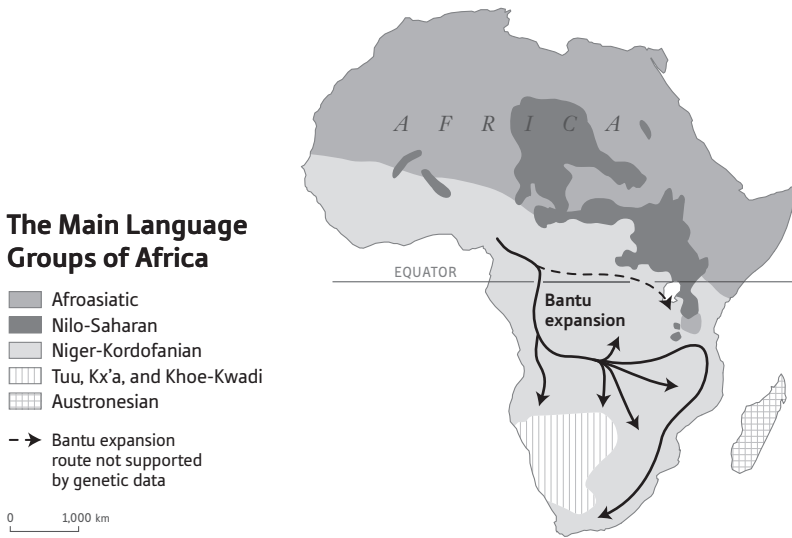 The Main Language
Groups of Africa
Afroasiatic
Nilo-Saharan
Niger-Kordofanian
Tuu, Kx’a, and Khoe-Kwadi
Austronesian
Bantu expansion
route not supported
by genetic data
0 1,000 km
AFRICA
EQUATOR
Bantu
expansion